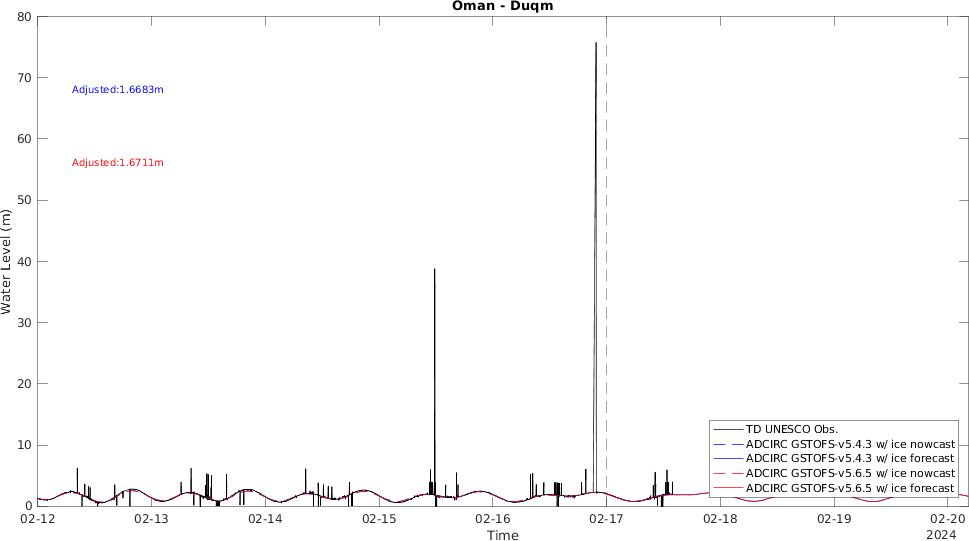 Oman - Duqm
80
70
60
50
40
30
20
10
0
Water Level (m)
Adjusted:1.6683m
Adjusted:1.6711m
TD UNESCO Obs.
ADCIRC GSTOFS-v5.4.3 w/ ice nowcast
ADCIRC GSTOFS-v5.4.3 w/ ice forecast
ADCIRC GSTOFS-v5.6.5 w/ ice nowcast
ADCIRC GSTOFS-v5.6.5 w/ ice forecast
02-12 02-13 02-14 02-15 02-16 02-17 02-18 02-19 02-20
Time
2024